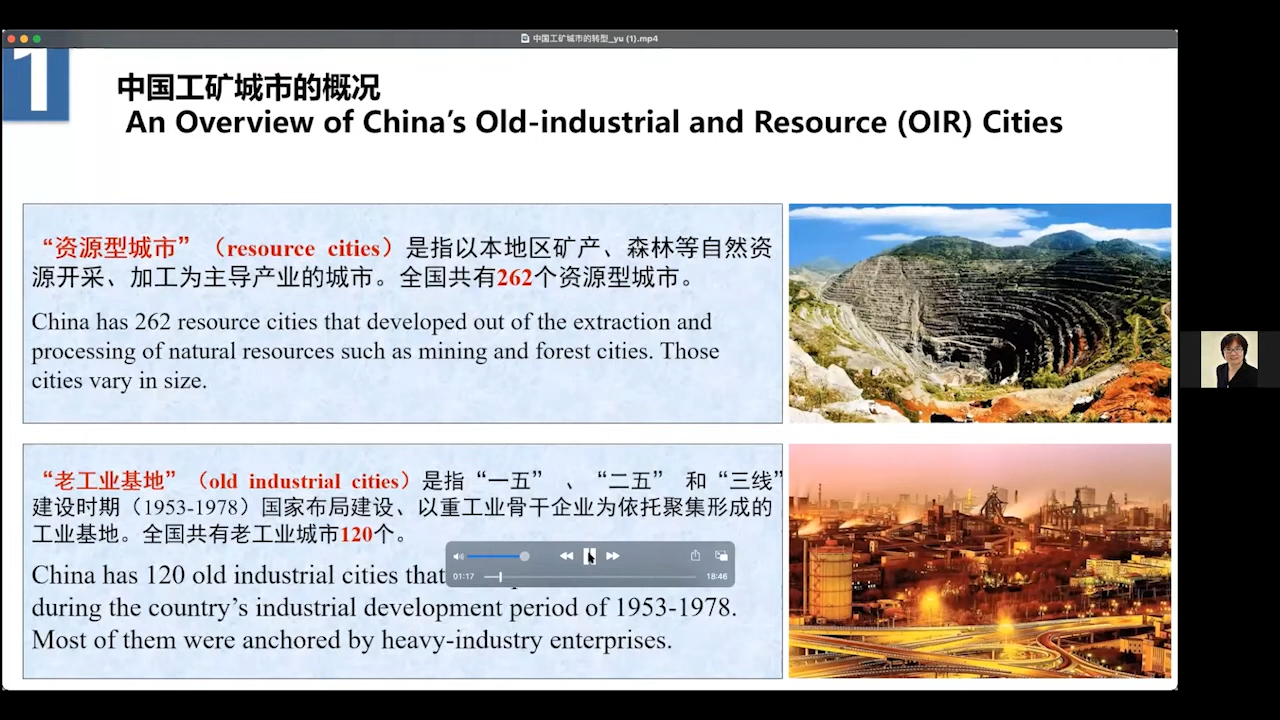 中国工矿城市的转型_yu (1).mp4
1
中国工矿城市的概况
An Overview of China’s Old-industrial and Resource (OIR) Cities
“资源型城市”（resource cities）是指以本地区矿产、森林等自然资
源开采、加工为主导产业的城市。全国共有262个资源型城市。
China has 262 resource cities that developed out of the extraction and
processing of natural resources such as mining and forest cities. Those
cities vary in size.
“老工业基地”（old industrial cities）是指“一五”、“二五” 和“三线”
建设时期（1953-1978）国家布局建设、以重工业骨干企业为依托聚集形成的
工业基地。全国共有老工业城市120个。
China has 120 old industrial cities that
during the country’s industrial development period of 1953-1978.
Most of them were anchored by heavy-industry enterprises.
01:17
18:46